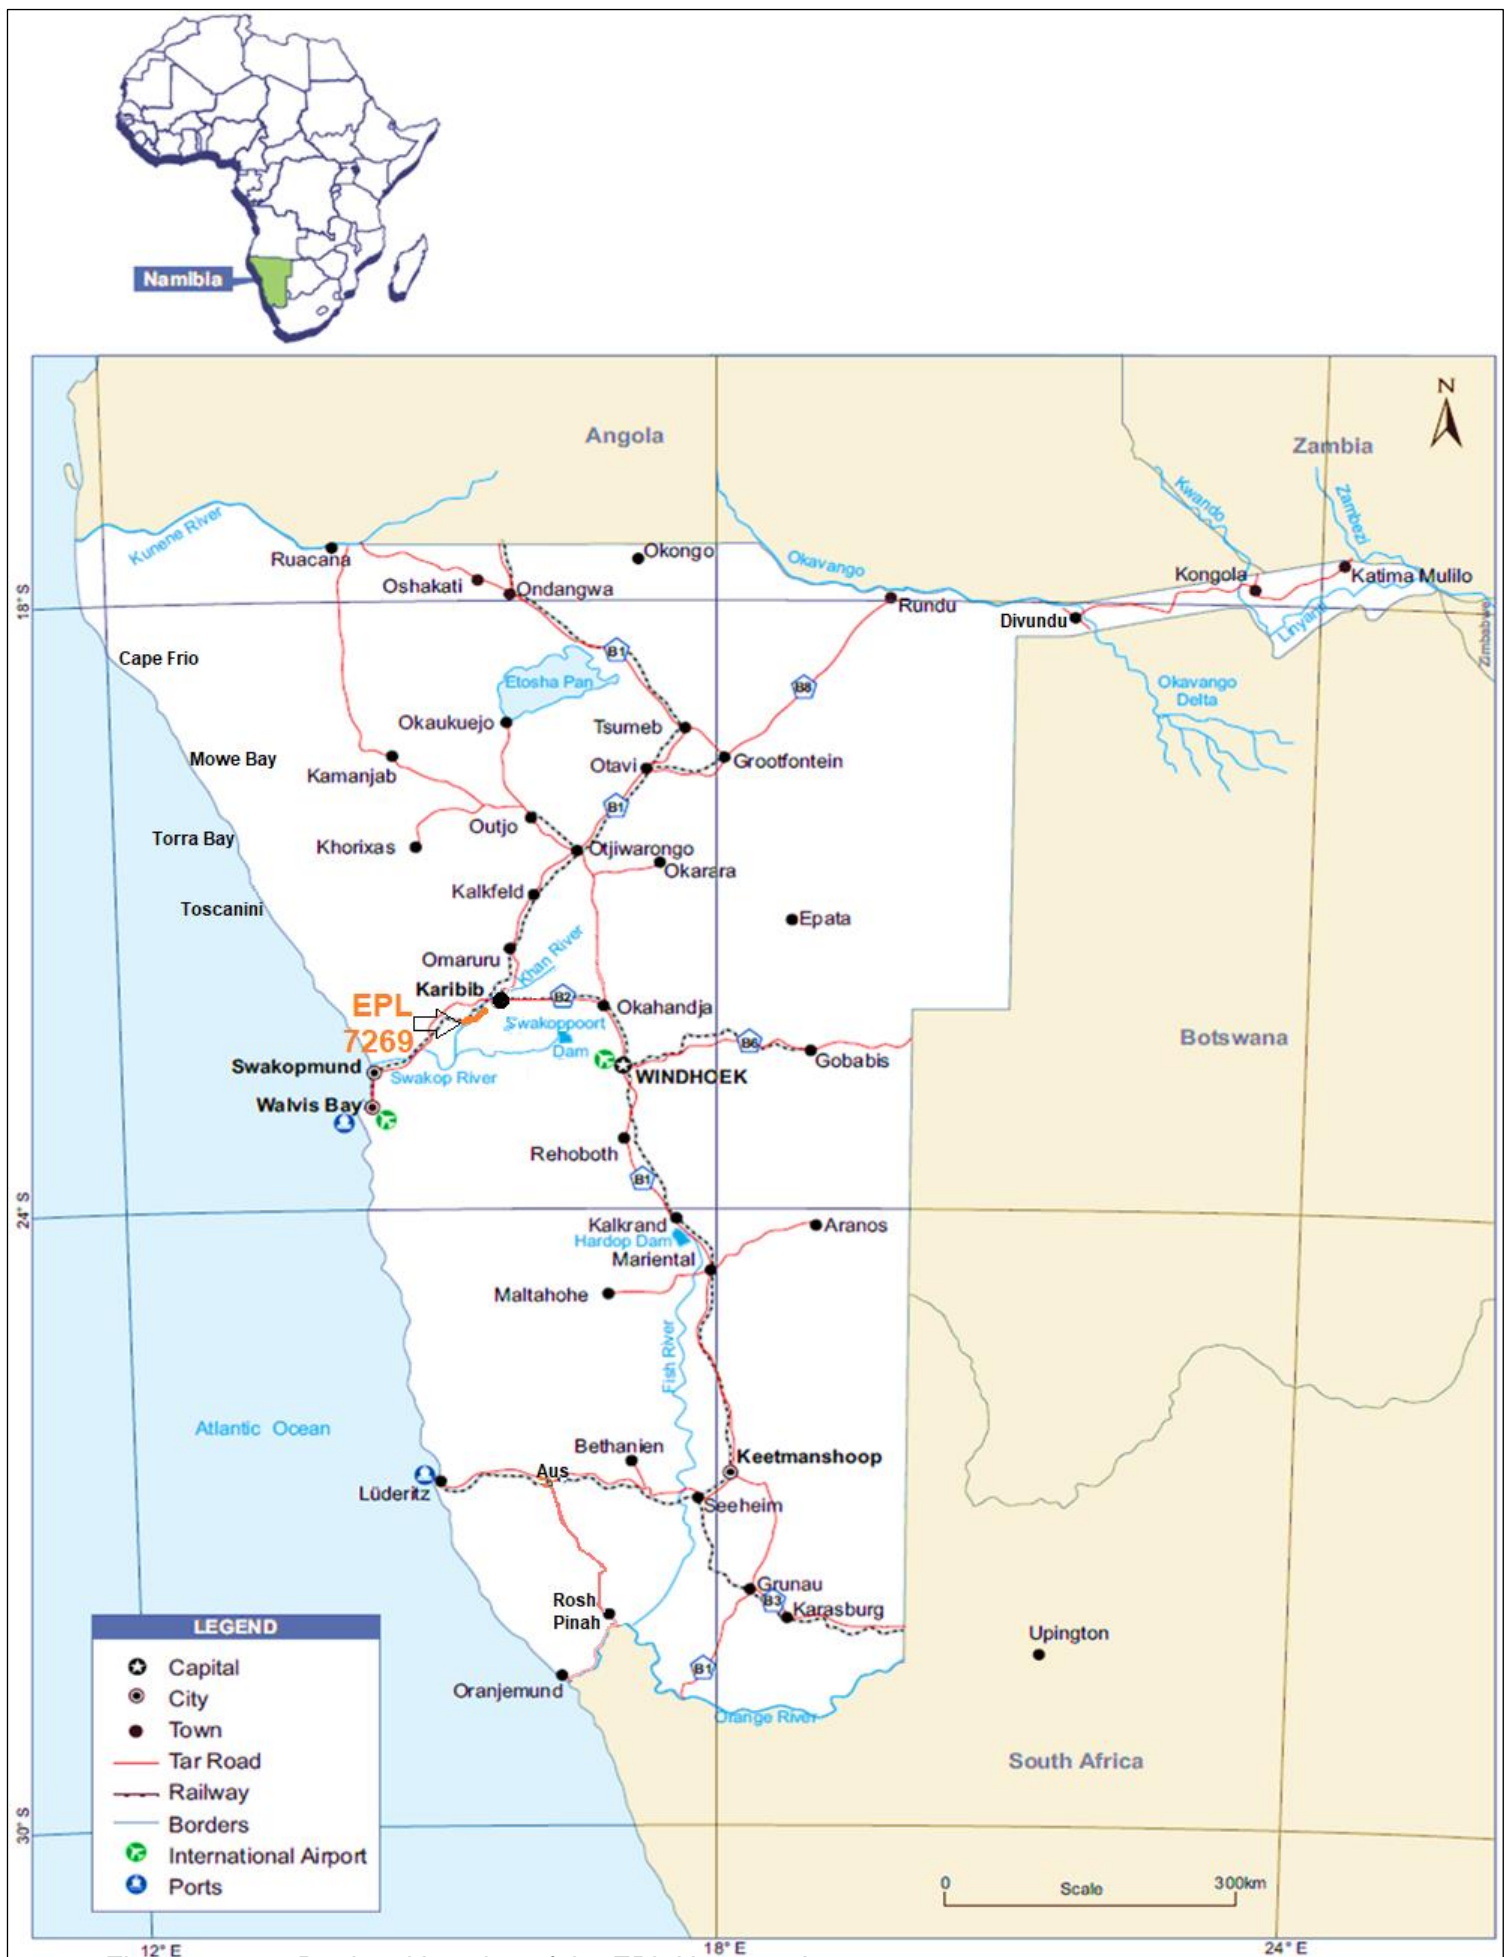 Namibia
N
Angola
Zambia
Kwando
Zambezi
Kunene River
Ruacana
Okongo
Okavango
Oshakati
Ondangwa
Kongola
Katima Mulilo
18° S
Rundu
Divundu
Linyanti
Zimbabwe
Cape Frio
B1
Etosha Pan
B8
Okavango
Delta
Okaukuejo
Tsumeb
Mowe Bay
Otavi
Grootfontein
Kamanjab
B1
Outjo
Torra Bay
Khorixas
Otjiwarongo
Okarara
Kalkfeld
Toscanini
Epata
Omaruru
Khan River
Karibib
B2
EPL
7269
Okahandja
Swakoppoort
Dam
B6
Botswana
Gobabis
Swakopmund
Swakop River
WINDHOEK
Walvis Bay
Rehoboth
B1
24° S
Kalkrand
Aranos
Hardop Dam
Mariental
Maltahohe
Fish River
Atlantic Ocean
Bethanien
Keetmanshoop
Aus
Lüderitz
Seeheim
Grunau
B3
Karasburg
Rosh
Pinah
Upington
B1
Oranjemund
Orange River
South Africa
LEGEND
Capital
City
Town
Tar Road
Railway
Borders
International Airport
Ports
30° S
0
Scale
300km
12° E
18° E
24° E